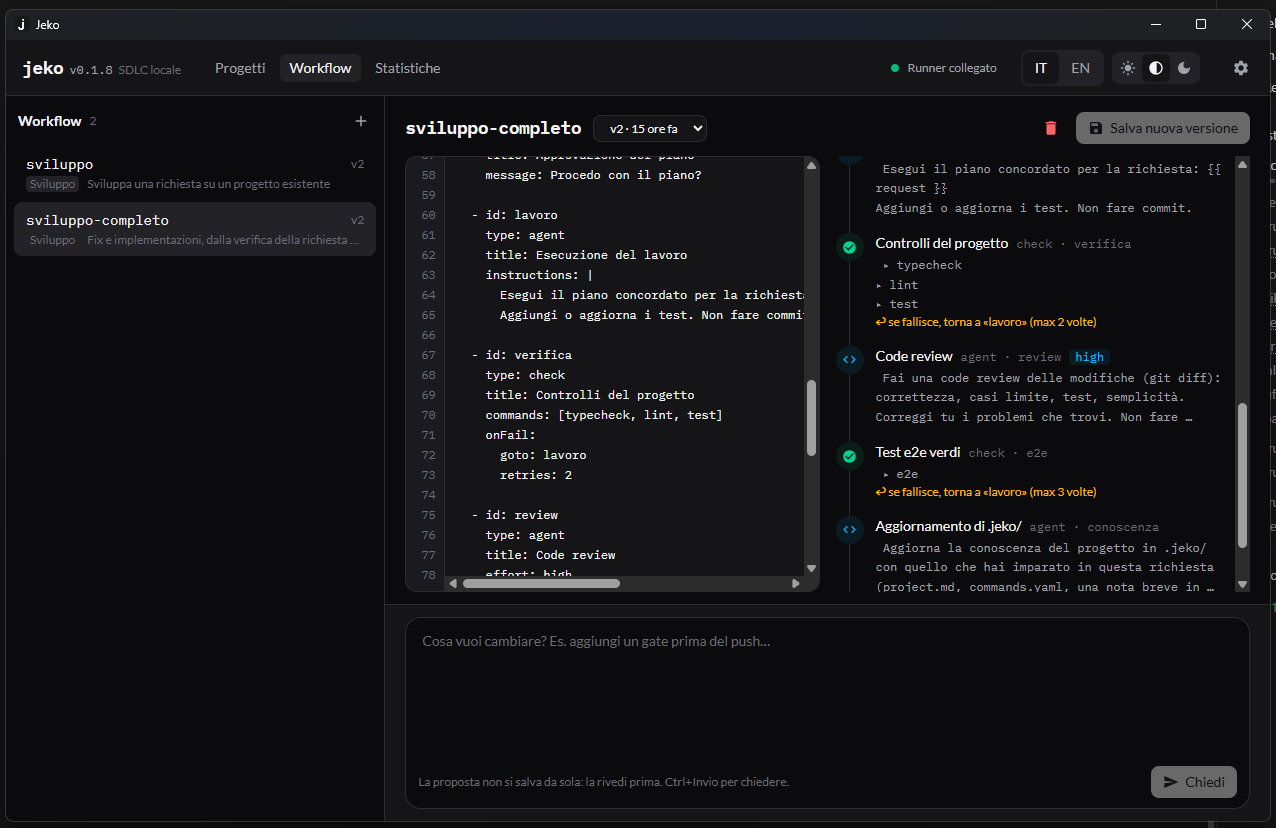 j Jeko
jeko v0.1.8 SDLC locale
Progetti
Workflow
Statistiche
Runner collegato
IT
EN
Workflow 2
+
sviluppo v2
Sviluppo Sviluppa una richiesta su un progetto esistente
sviluppo-completo v2
Sviluppo Fix e implementazioni, dalla verifica della richiesta ...
sviluppo-completo
v2 · 15 ore fa
Salva nuova versione
57 title: Approvazione del piano
58 message: Procedo con il piano?
59
60 - id: lavoro
61 type: agent
62 title: Esecuzione del lavoro
63 instructions: |
64 Esegui il piano concordato per la richiest
65 Aggiungi o aggiorna i test. Non fare commi
66
67 - id: verifica
68 type: check
69 title: Controlli del progetto
70 commands: [typecheck, lint, test]
71 onFail:
72 goto: lavoro
73 retries: 2
74
75 - id: review
76 type: agent
77 title: Code review
78 effort: high
Esegui il piano concordato per la richiesta: {{
request }}
Aggiungi o aggiorna i test. Non fare commit.
Controlli del progetto check · verifica
▸ typecheck
▸ lint
▸ test
↩ se fallisce, torna a «lavoro» (max 2 volte)
Code review agent · review high
Fai una code review delle modifiche (git diff):
correttezza, casi limite, test, semplicità.
Correggi tu i problemi che trovi. Non fare …
Test e2e verdi check · e2e
▸ e2e
↩ se fallisce, torna a «lavoro» (max 3 volte)
Aggiornamento di .jeko/ agent · conoscenza
Aggiorna la conoscenza del progetto in .jeko/
con quello che hai imparato in questa richiesta
(project.md, commands.yaml, una nota breve in …
Cosa vuoi cambiare? Es. aggiungi un gate prima del push...
La proposta non si salva da sola: la rivedi prima. Ctrl+Invio per chiedere.
Chiedi